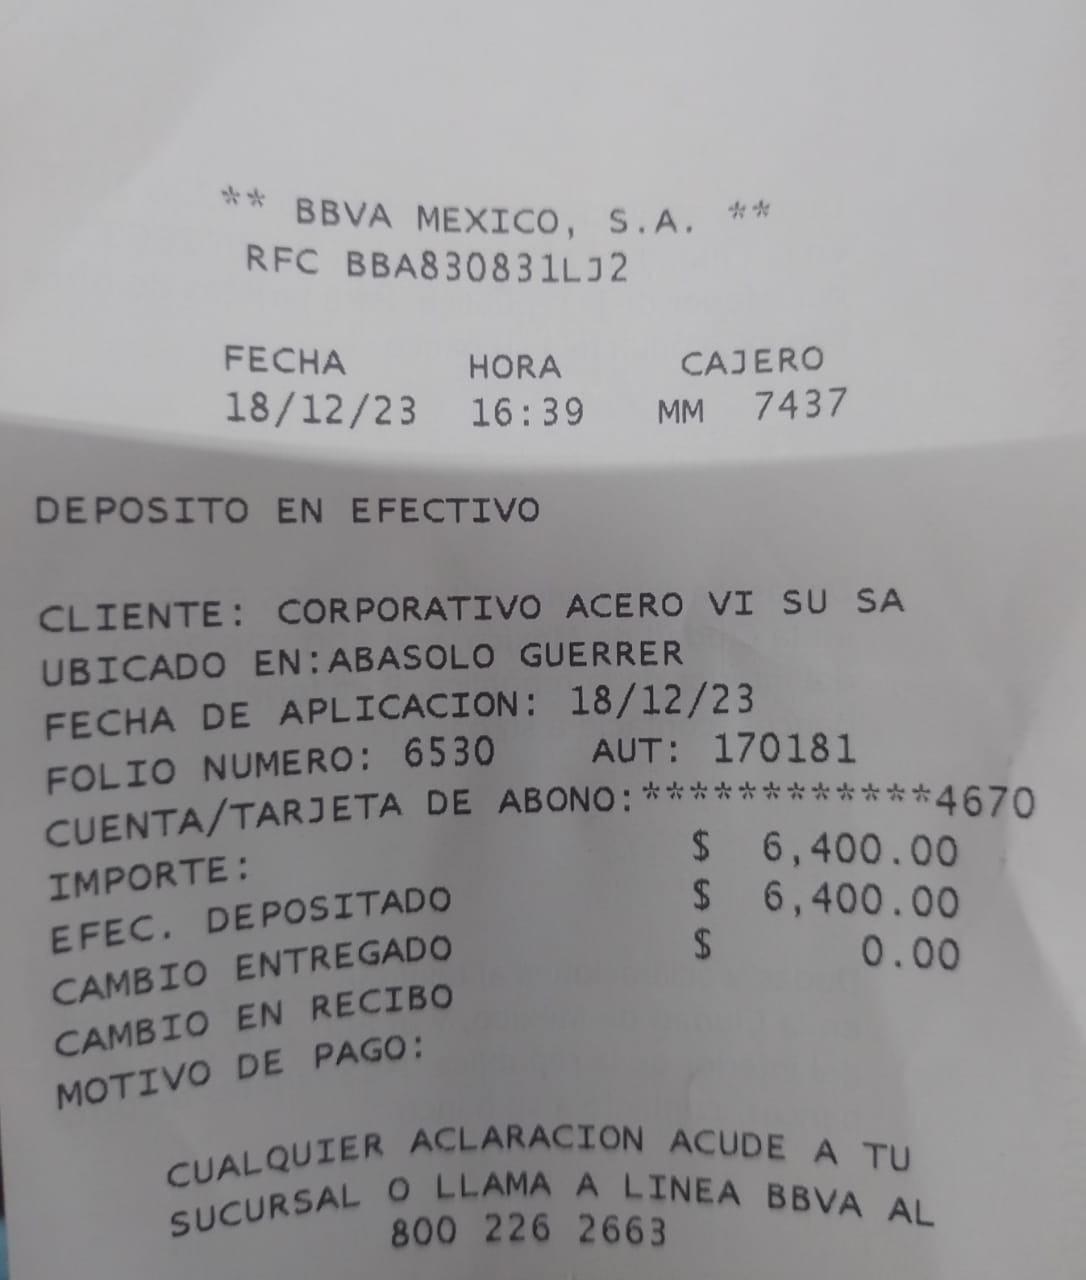 ** BBVA MEXICO, S.A. **
RFC BBA830831LJ2
FECHA HORA CAJERO
18/12/23 16:39 MM 7437
DEPOSITO EN EFECTIVO
CLIENTE: CORPORATIVO ACERO VI SU SA
UBICADO EN:ABASOLO GUERRER
FECHA DE APLICACION: 18/12/23
FOLIO NUMERO: 6530 AUT: 170181
CUENTA/TARJETA DE ABONO:************4670
IMPORTE: $ 6,400.00
EFEC. DEPOSITADO $ 6,400.00
CAMBIO ENTREGADO $ 0.00
CAMBIO EN RECIBO
MOTIVO DE PAGO:
CUALQUIER ACLARACION ACUDE A TU
SUCURSAL O LLAMA A LINEA BBVA AL
800 226 2663